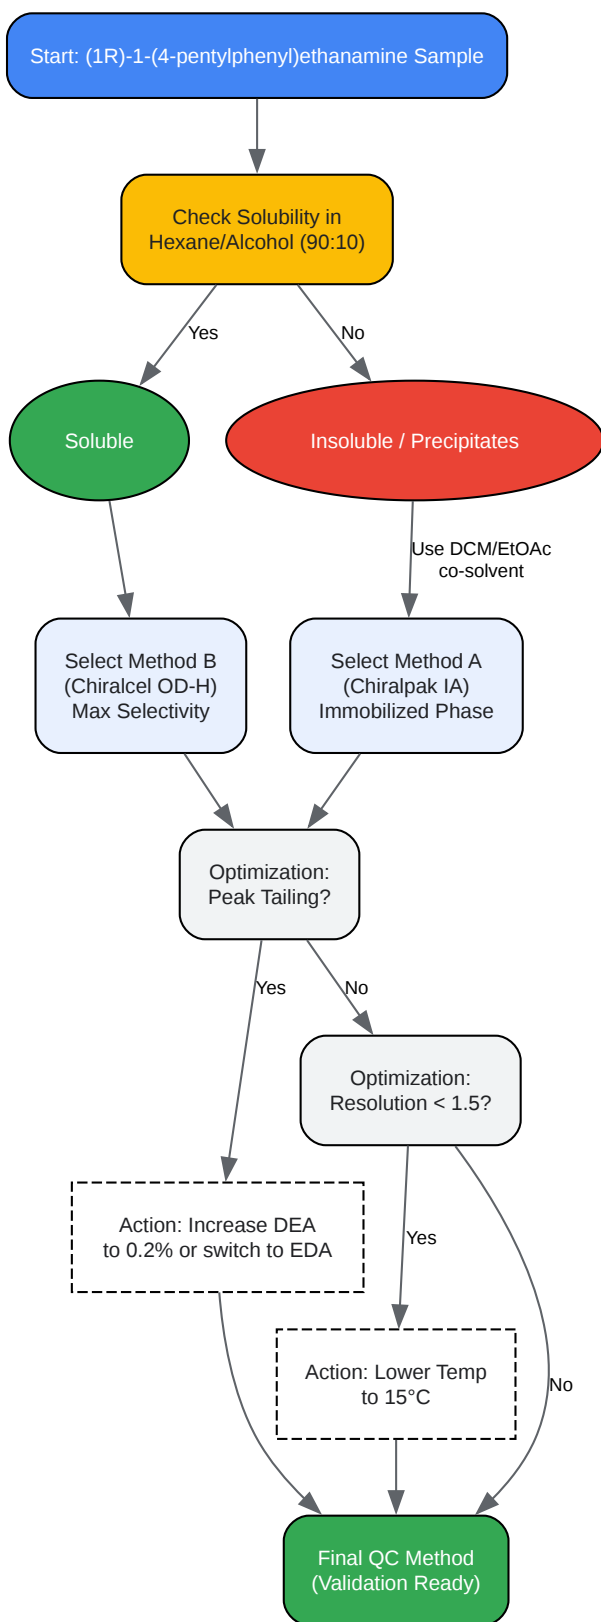 Start: (1R)-1-(4-pentylphenyl)ethanamine Sample
Check Solubility in
Hexane/Alcohol (90:10)
Yes
No
Soluble
Insoluble / Precipitates
Use DCM/EtOAc
co-solvent
Select Method B
(Chiralcel OD-H)
Max Selectivity
Select Method A
(Chiralpak IA)
Immobilized Phase
Optimization:
Peak Tailing?
Yes
No
Optimization:
Resolution < 1.5?
Action: Increase DEA
to 0.2% or switch to EDA
Yes
Action: Lower Temp
to 15°C
No
Final QC Method
(Validation Ready)